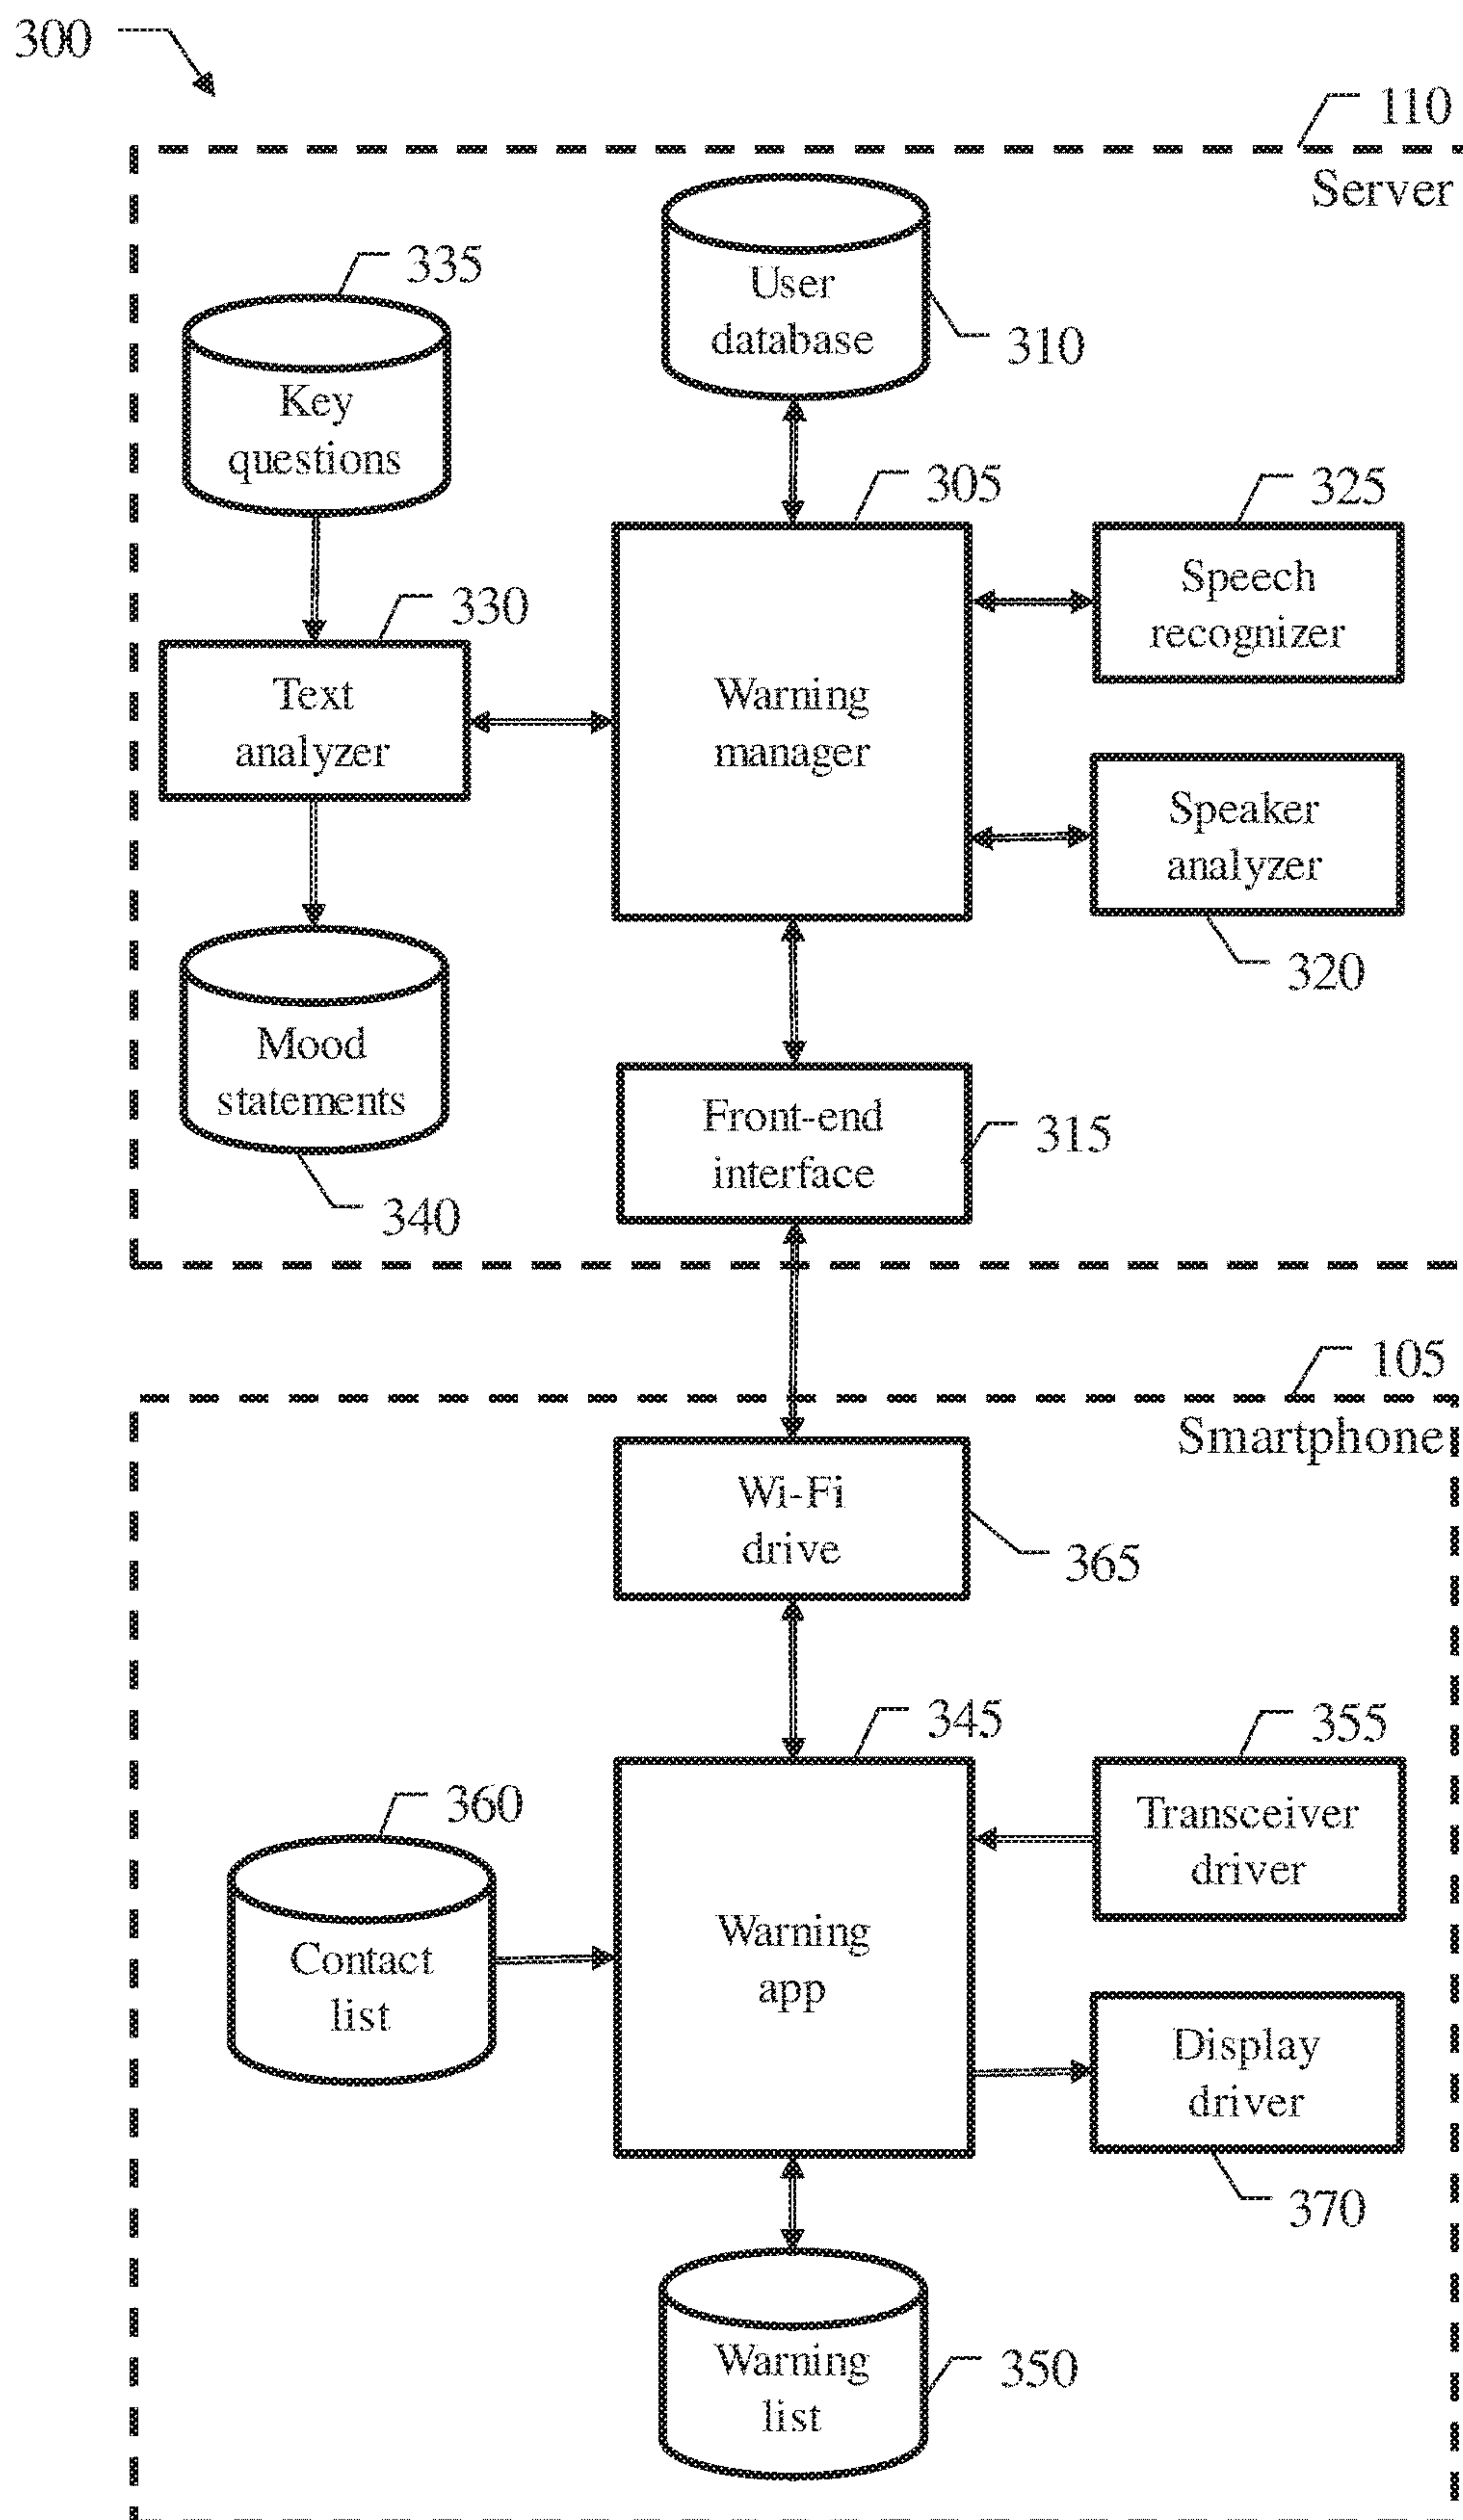 300
110
Server
335
User
database
310
Key
questions
305
325
Speech
recognizer
330
Text
analyzer
Warning
manager
Speaker
analyzer
320
Mood
statements
340
Front-end
interface
315
105
Smartphone
Wi-Fi
drive
365
345
355
Transceiver
driver
360
Contact
list
Warning
app
Display
driver
370
Warning
list
350